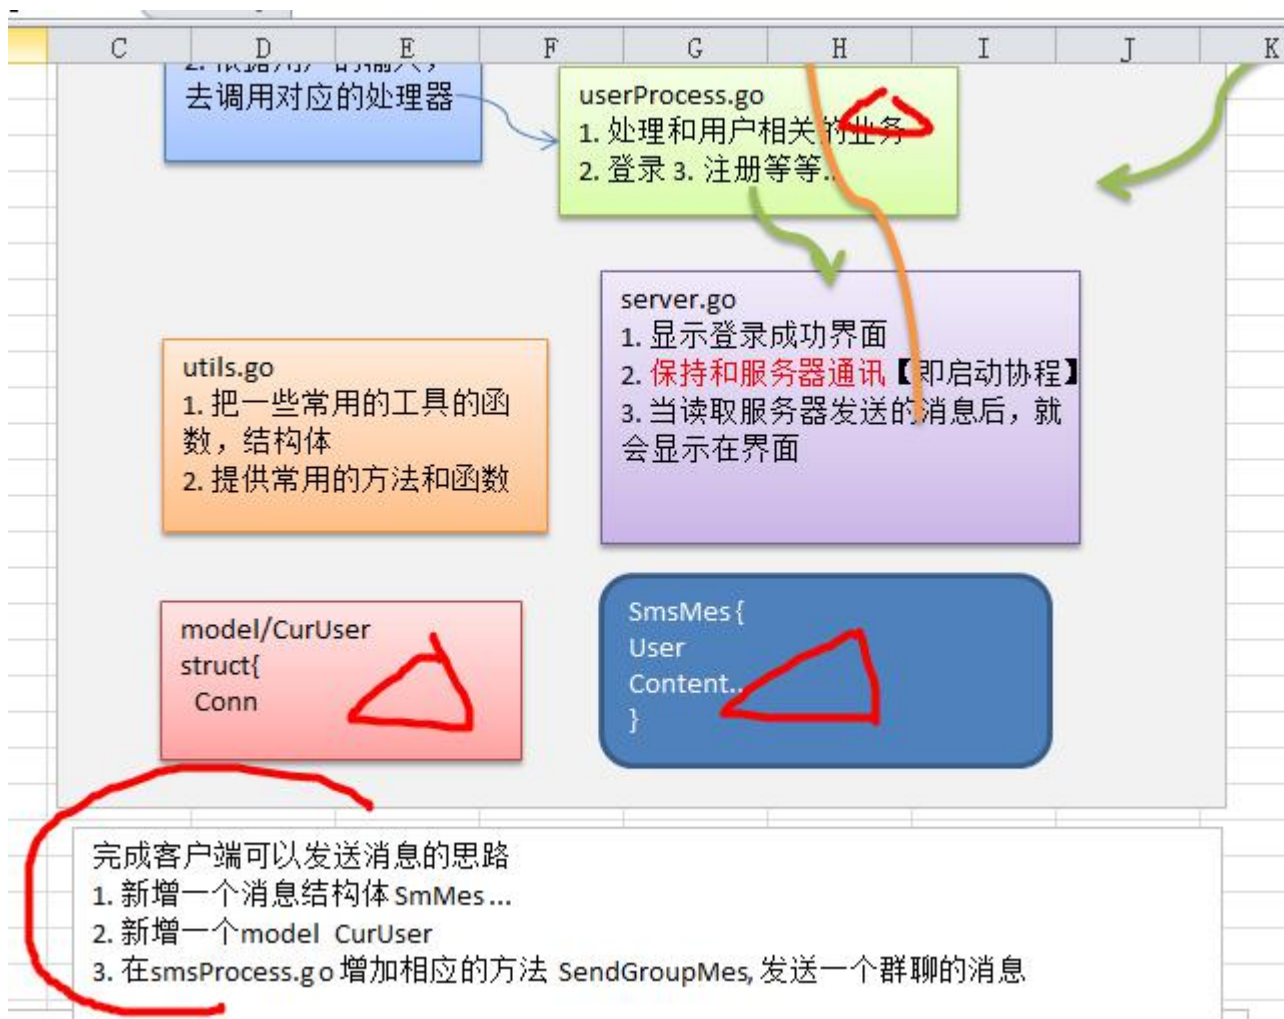 C D E F G H I J K
2. 依据用户的输入，
去调用对应的处理器
userProcess.go
1. 处理和用户相关的业务
2. 登录 3. 注册等等..
server.go
1. 显示登录成功界面
2. 保持和服务器通讯【即启动协程】
3. 当读取服务器发送的消息后，就
会显示在界面
utils.go
1. 把一些常用的工具的函
数，结构体
2. 提供常用的方法和函数
model/CurUser
struct{
Conn
SmsMes {
User
Content..
}
完成客户端可以发送消息的思路
1. 新增一个消息结构体 SmMes...
2. 新增一个model CurUser
3. 在smsProcess.go 增加相应的方法 SendGroupMes, 发送一个群聊的消息